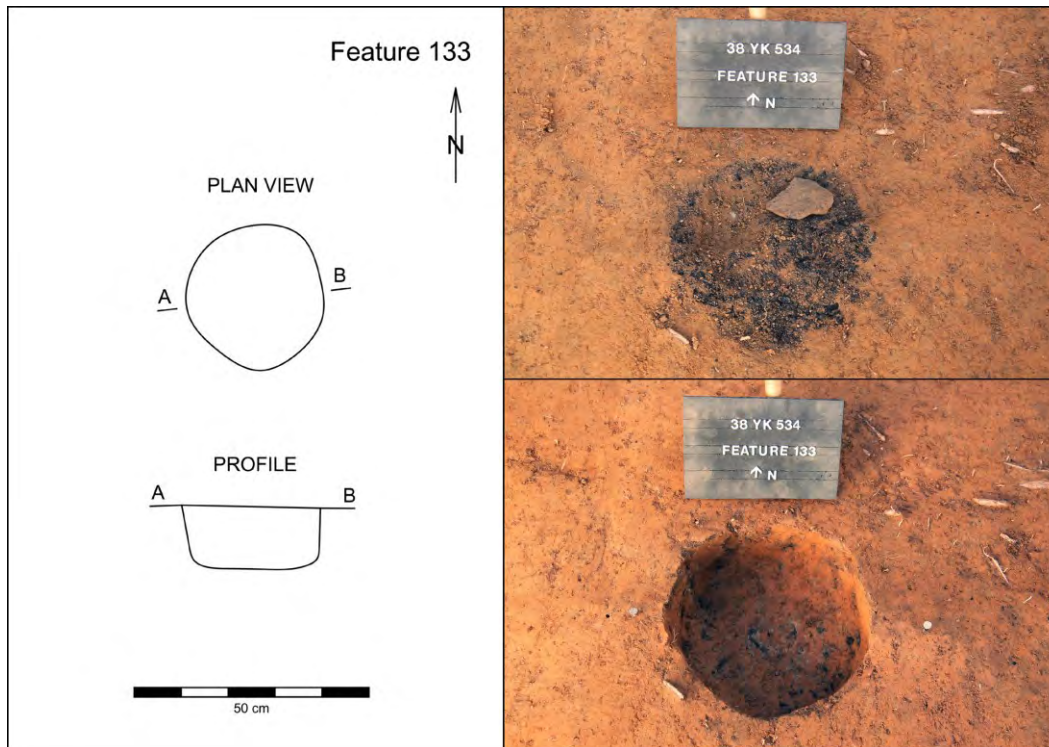 Feature 133
N
PLAN VIEW
A
B
PROFILE
A
B
50 cm
38 YK 534
FEATURE 133
↑ N
38 YK 534
FEATURE 133
↑ N